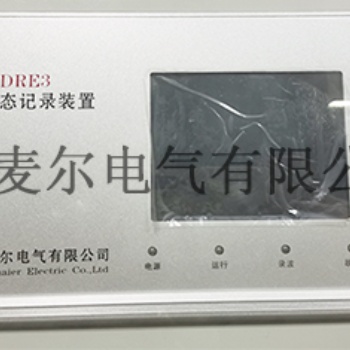 DRE3
态记录装置
麦尔电气有限公
尔电气有限公司
aier Electric Co.,Ltd
电源 运行 录波